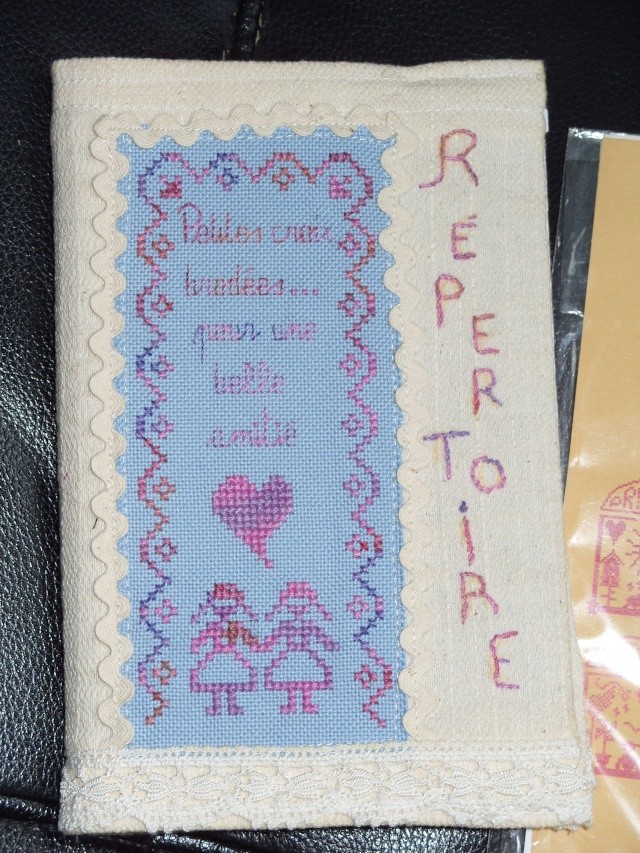 Petites croix
brodées...
pour une
belle
amitié
RÉPERTOiRE